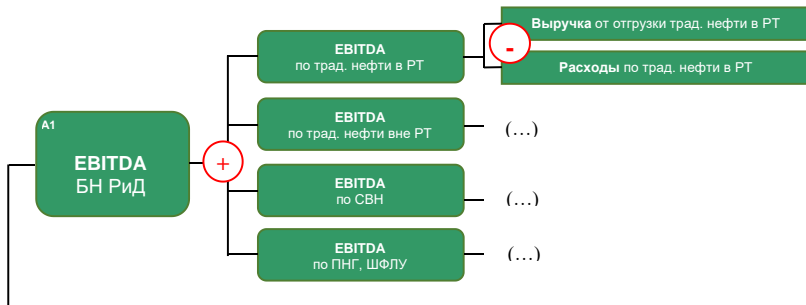 A1
EBITDA
БН РиД
+
EBITDA
по трад. нефти в РТ
-
Выручка от отгрузки трад. нефти в РТ
Расходы по трад. нефти в РТ
EBITDA
по трад. нефти вне РТ
(…)
EBITDA
по СВН
(…)
EBITDA
по ПНГ, ШФЛУ
(…)